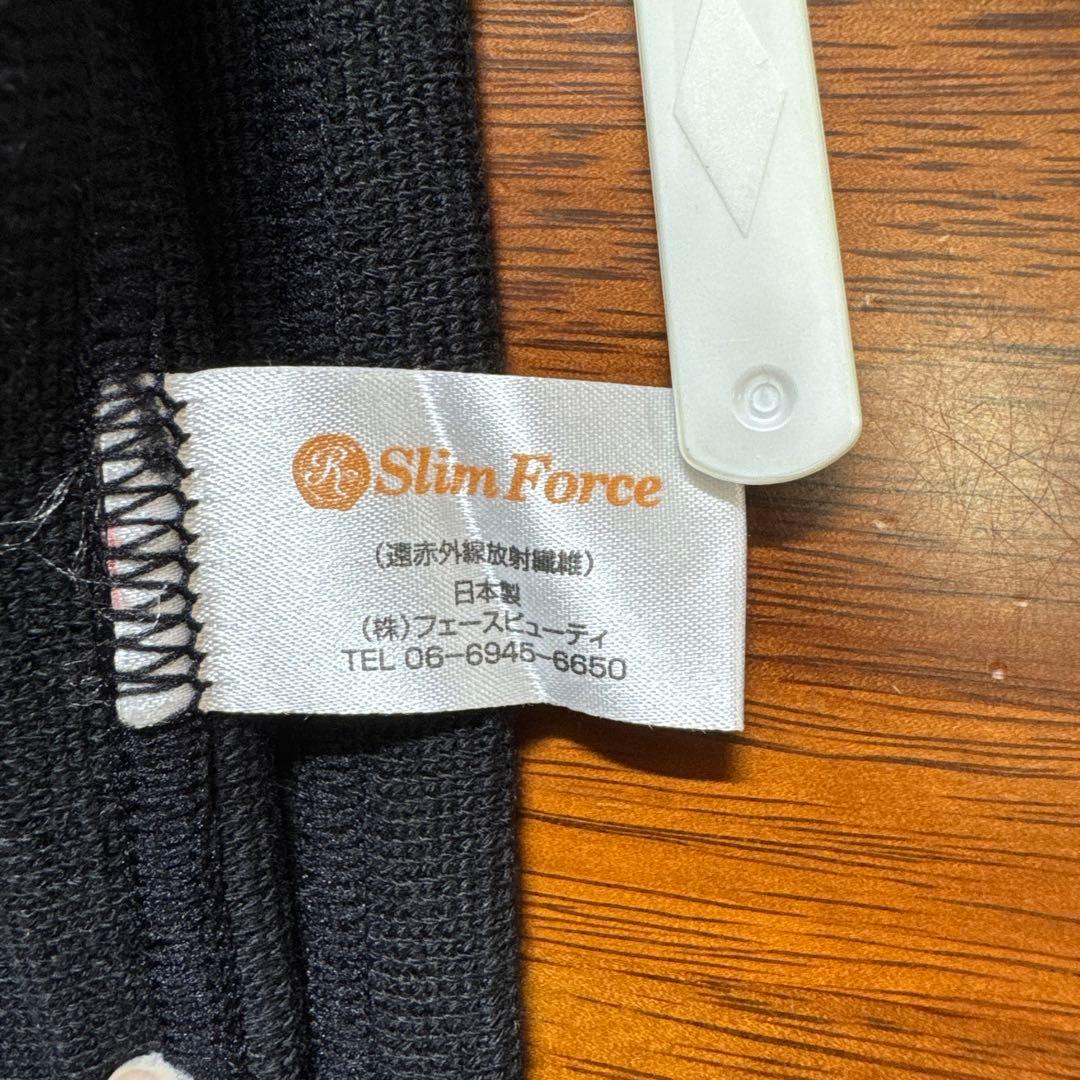 R Slim Force
(遠赤外線放射繊維)
日本製
(株)フェースビューティ
TEL 06-6945-6650